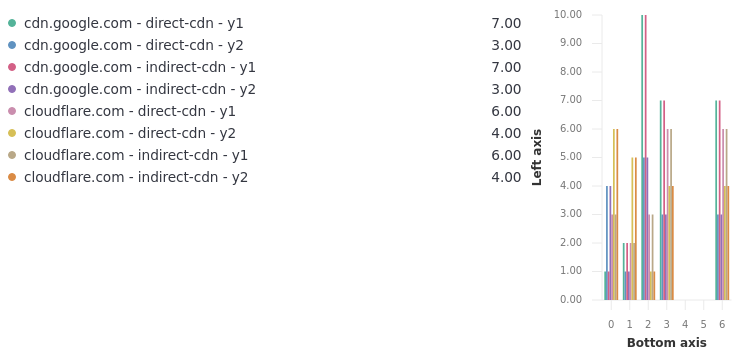 cdn.google.com - direct-cdn - y1 7.00
cdn.google.com - direct-cdn - y2 3.00
cdn.google.com - indirect-cdn - y1 7.00
cdn.google.com - indirect-cdn - y2 3.00
cloudflare.com - direct-cdn - y1 6.00
cloudflare.com - direct-cdn - y2 4.00
cloudflare.com - indirect-cdn - y1 6.00
cloudflare.com - indirect-cdn - y2 4.00
Left axis
10.00
9.00
8.00
7.00
6.00
5.00
4.00
3.00
2.00
1.00
0.00
0 1 2 3 4 5 6
Bottom axis